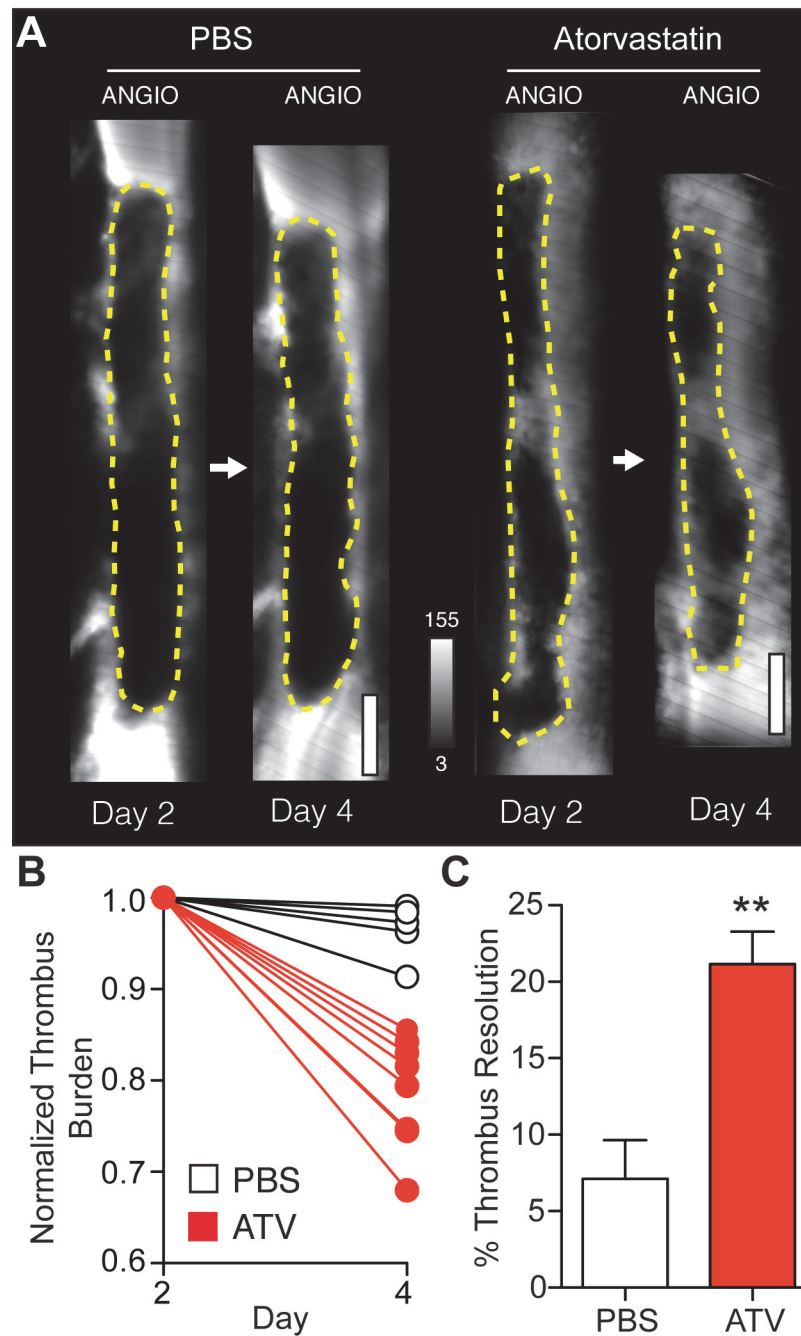 A
PBS
Atorvastatin
ANGIO
ANGIO
ANGIO
ANGIO
155
3
Day 2
Day 4
Day 2
Day 4
B
Normalized Thrombus
Burden
1.0
0.9
0.8
0.7
0.6
PBS
ATV
2
4
Day
C
% Thrombus Resolution
25
20
15
10
5
0
**
PBS
ATV